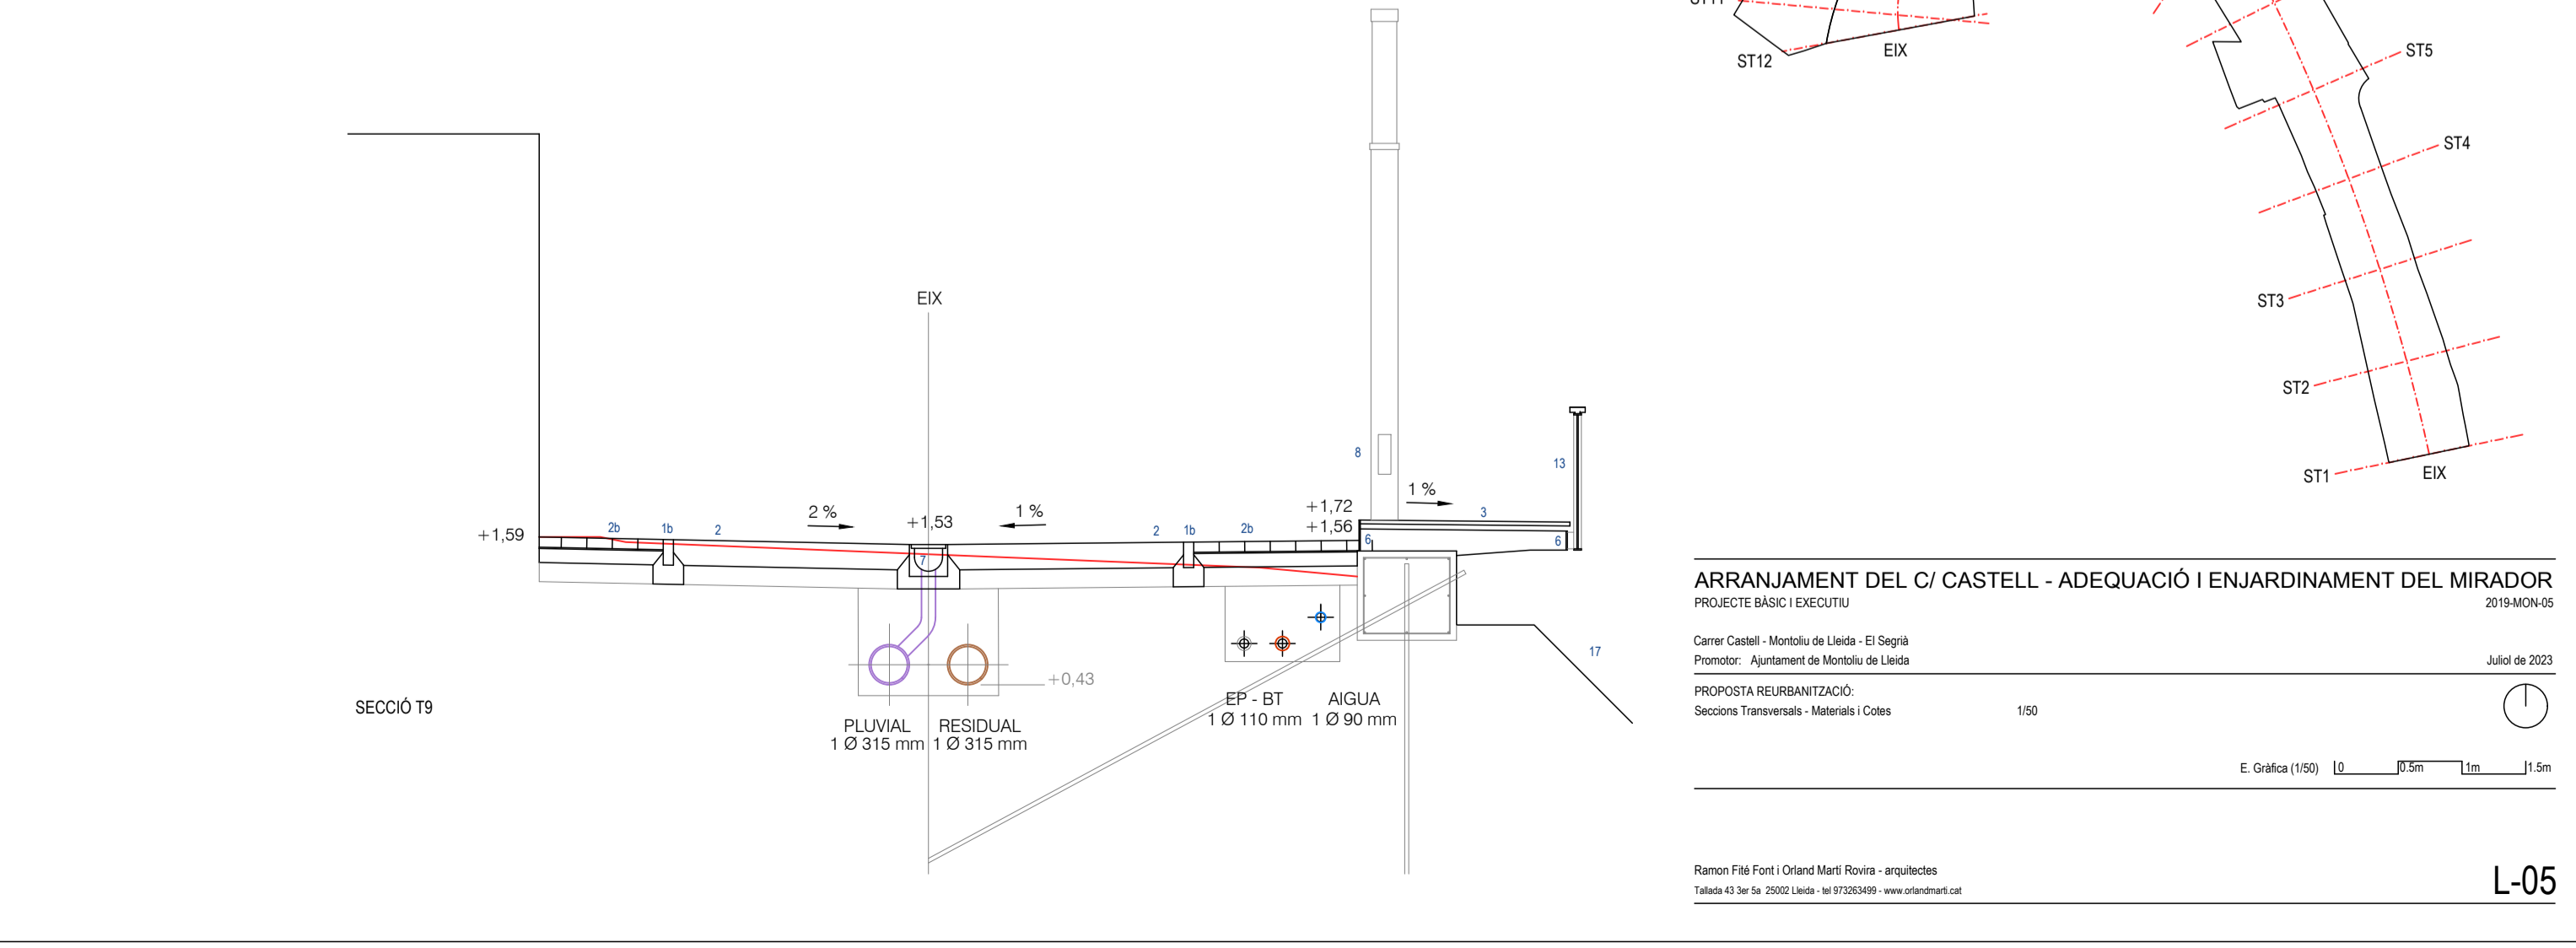 ST12
EIX
ST5
ST4
ST3
ST2
ST1
EIX
EIX
+1,59
2b
1b
2
2 %
+1,53
1 %
2
1b
2b
+1,72
+1,56
8
1 %
3
13
6
6
7
17
+0,43
SECCIÓ T9
PLUVIAL
1 Ø 315 mm
RESIDUAL
1 Ø 315 mm
EP - BT
1 Ø 110 mm
AIGUA
1 Ø 90 mm
ARRANJAMENT DEL C/ CASTELL - ADEQUACIÓ I ENJARDINAMENT DEL MIRADOR
PROJECTE BÀSIC I EXECUTIU 2019-MON-05
Carrer Castell - Montoliu de Lleida - El Segrià
Promotor: Ajuntament de Montoliu de Lleida Juliol de 2023
PROPOSTA REURBANITZACIÓ:
Seccions Transversals - Materials i Cotes 1/50
E. Gràfica (1/50) 0 0.5m 1m 1.5m
Ramon Fité Font i Orland Martí Rovira - arquitectes
Tallada 43 3er 5a 25002 Lleida - tel 973263499 - www.orlandmarti.cat
L-05